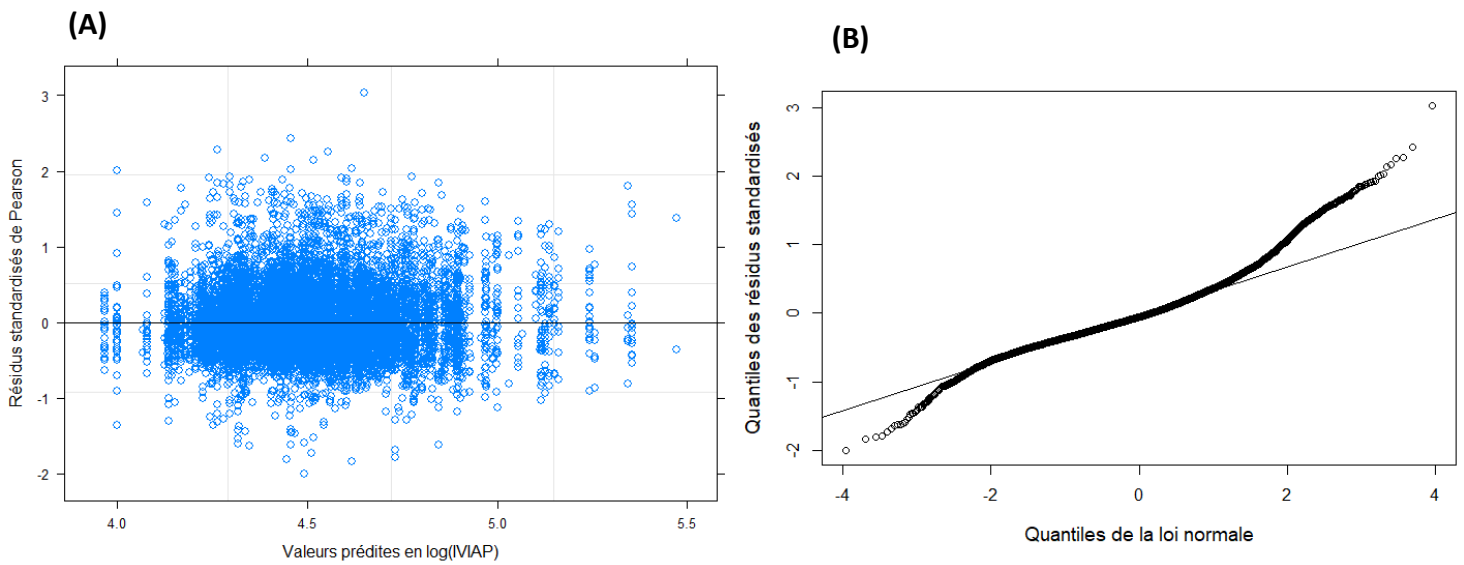 (A)
Résidus standardisés de Pearson
3
2
1
0
-1
-2
4.0 4.5 5.0 5.5
Valeurs prédites en log(IVIAP)
(B)
Quantiles des résidus standardisés
3
2
1
0
-1
-2
-4 -2 0 2 4
Quantiles de la loi normale